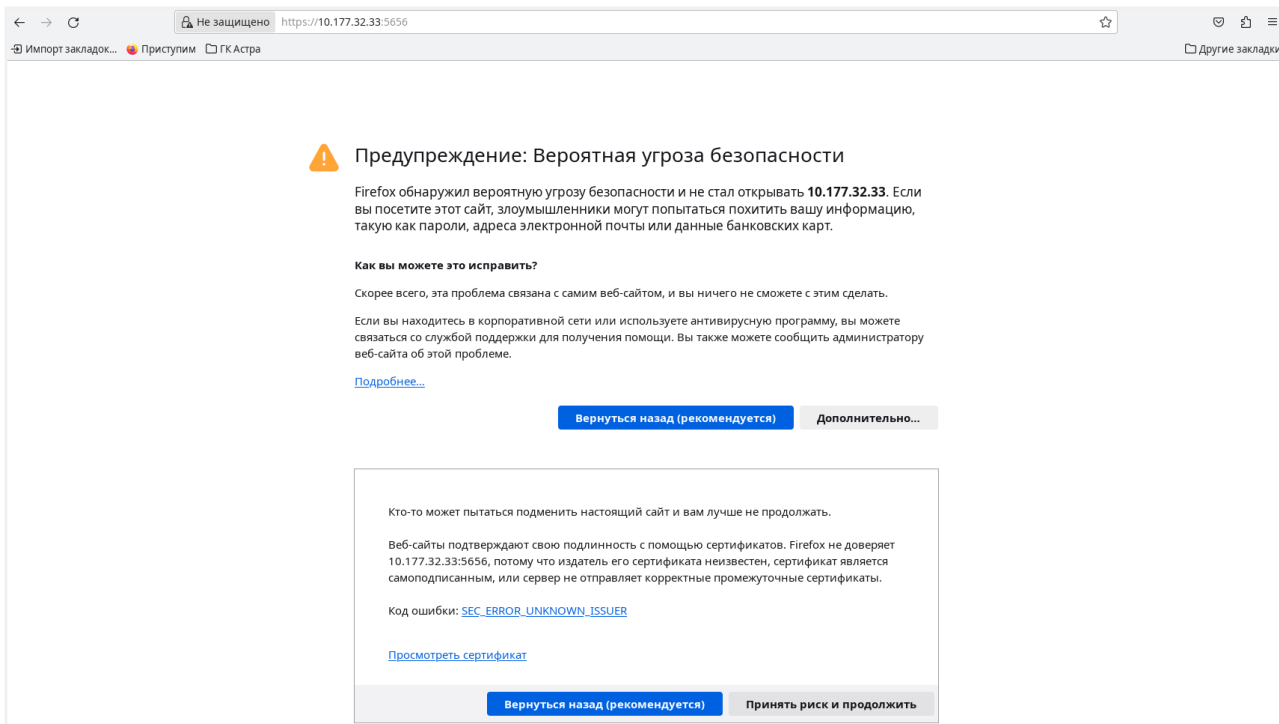 Не защищено https://10.177.32.33:5656
Импорт закладок... Приступим ГК Астра Другие закладки
Предупреждение: Вероятная угроза безопасности
Firefox обнаружил вероятную угрозу безопасности и не стал открывать 10.177.32.33. Если
вы посетите этот сайт, злоумышленники могут попытаться похитить вашу информацию,
такую как пароли, адреса электронной почты или данные банковских карт.
Как вы можете это исправить?
Скорее всего, эта проблема связана с самим веб-сайтом, и вы ничего не сможете с этим сделать.
Если вы находитесь в корпоративной сети или используете антивирусную программу, вы можете
связаться со службой поддержки для получения помощи. Вы также можете сообщить администратору
веб-сайта об этой проблеме.
Подробнее...
Вернуться назад (рекомендуется) Дополнительно...
Кто-то может пытаться подменить настоящий сайт и вам лучше не продолжать.
Веб-сайты подтверждают свою подлинность с помощью сертификатов. Firefox не доверяет
10.177.32.33:5656, потому что издатель его сертификата неизвестен, сертификат является
самоподписанным, или сервер не отправляет корректные промежуточные сертификаты.
Код ошибки: SEC_ERROR_UNKNOWN_ISSUER
Просмотреть сертификат
Вернуться назад (рекомендуется) Принять риск и продолжить